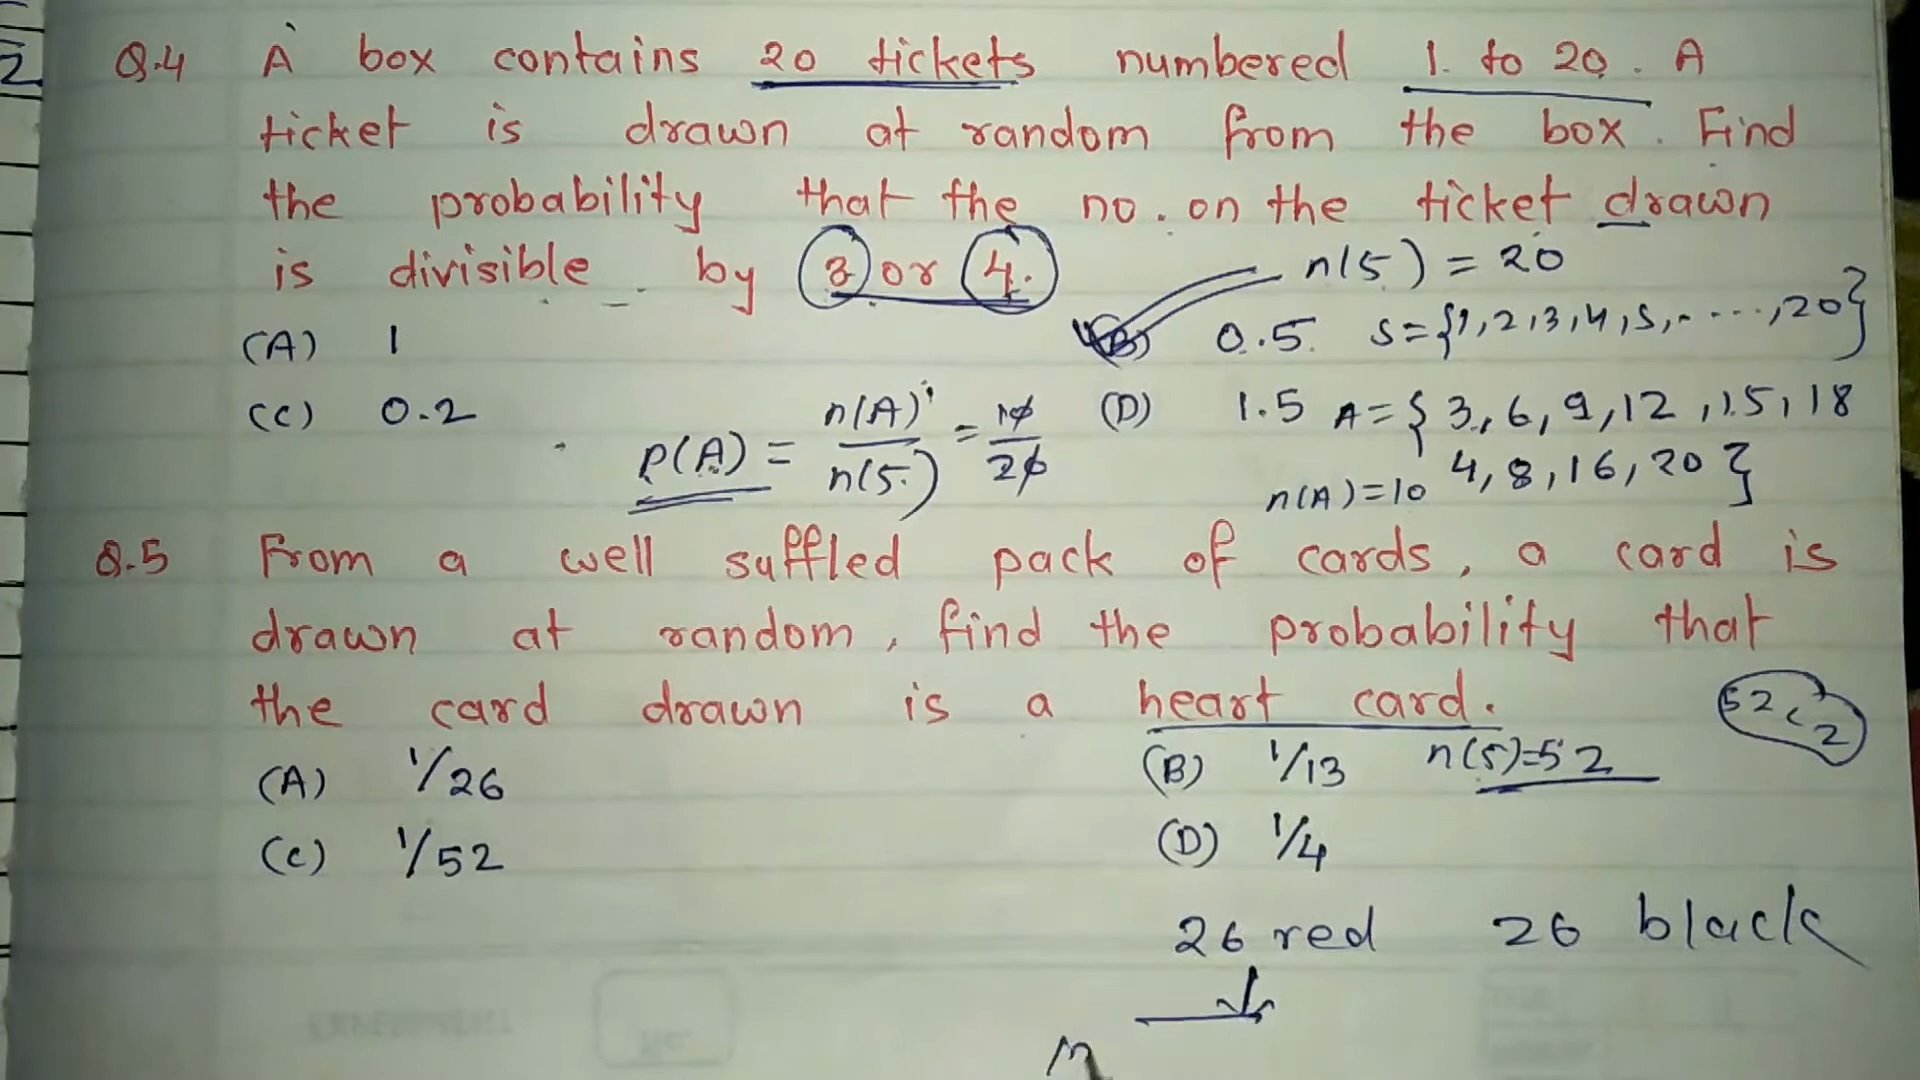 2
Q.4 A box contains 20 tickets numbered 1 to 20. A
ticket is drawn at random from the box. Find
the probability that the no. on the ticket drawn
is divisible by 3 or 4.
n(S) = 20
(A) 1 (B) 0.5 S={1,2,3,4,5,.....,20}
(C) 0.2 (D) 1.5 A={3,6,9,12,15,18
4,8,16,20}
P(A) = n(A)/n(S) = 10/20
n(A)=10
Q.5 From a well suffled pack of cards, a card is
drawn at random, find the probability that
the card drawn is a heart card.
52c2
(A) 1/26 (B) 1/13 n(S)=52
(C) 1/52 (D) 1/4
26 red 26 black